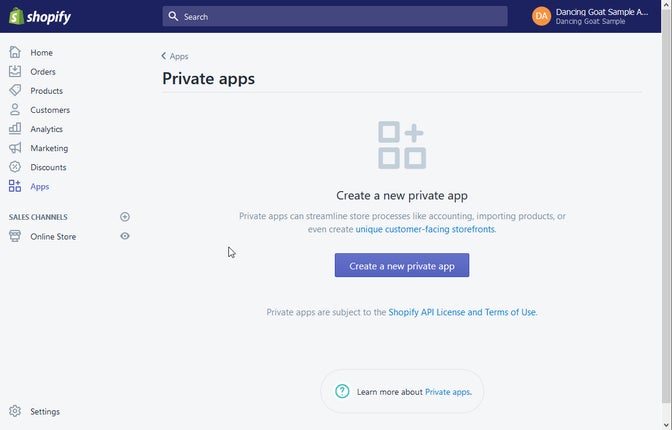 shopify
Search
DA
Dancing Goat Sample A...
Dancing Goat Sample
Home
Orders
Products
Customers
Analytics
Marketing
Discounts
Apps
SALES CHANNELS
Online Store
Settings
Apps
Private apps
Create a new private app
Private apps can streamline store processes like accounting, importing products, or
even create unique customer-facing storefronts.
Create a new private app
Private apps are subject to the Shopify API License and Terms of Use.
? Learn more about Private apps.